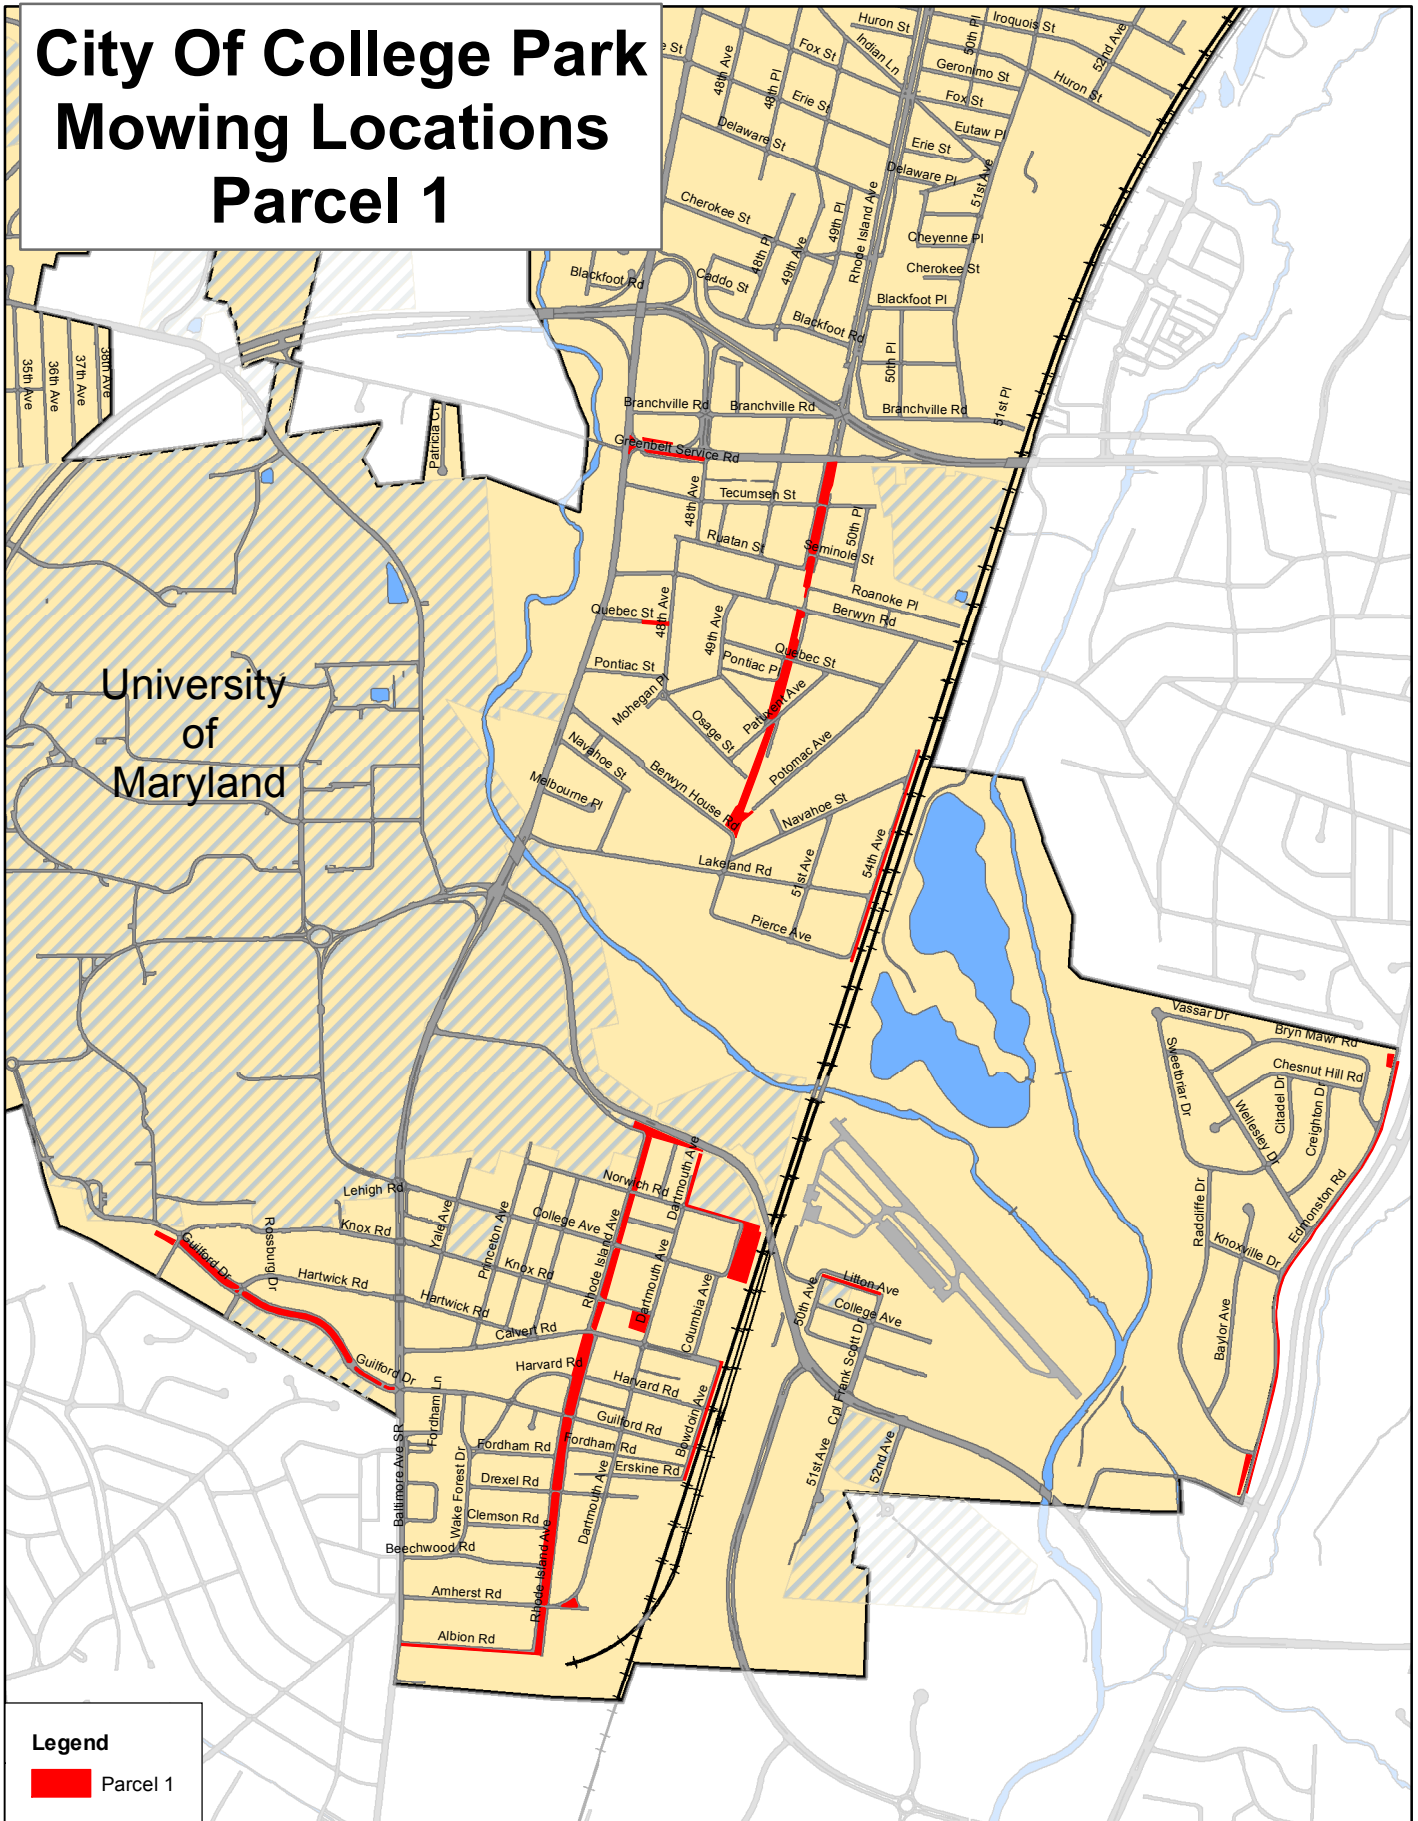 City Of College Park
Mowing Locations
Parcel 1
e St
48th Ave
48th Pl
Fox St
Huron St
Indian Ln
50th Pl
Iroquois St
52nd Ave
Geronimo St
Huron St
Erie St
Fox St
Delaware St
Eutaw Pl
Erie St
Delaware Pl
51st Ave
Cherokee St
49th Pl
Rhode Island Ave
48th Pl
49th Ave
Cheyenne Pl
Cherokee St
Blackfoot Rd
Caddo St
Blackfoot Pl
Blackfoot Rd
50th Pl
35th Ave
36th Ave
37th Ave
38th Ave
Branchville Rd
Branchville Rd
Branchville Rd
51st Pl
Patricia Ct
Greenbelt Service Rd
48th Ave
Tecumseh St
50th Pl
Ruatan St
Seminole St
Roanoke Pl
Berwyn Rd
Quebec St
48th Ave
49th Ave
Quebec St
Pontiac St
Pontiac Pl
Mohegan Pl
Patuxent Ave
Osage St
Potomac Ave
University
of
Maryland
Navahoe St
Berwyn House Rd
Melbourne Pl
Navahoe St
Lakeland Rd
51st Ave
54th Ave
Pierce Ave
Vassar Dr
Bryn Mawr Rd
Sweetbriar Dr
Chesnut Hill Rd
Wellesley Dr
Citadel Dr
Creighton Dr
Lehigh Rd
Norwich Rd
Dartmouth Ave
Radcliffe Dr
Edmonston Rd
Knox Rd
Yale Ave
Princeton Ave
College Ave
Rossburg Dr
Guilford Dr
Knoxville Dr
Hartwick Rd
Knox Rd
Rhode Island Ave
Dartmouth Ave
Columbia Ave
Litton Ave
50th Ave
College Ave
Hartwick Rd
Calvert Rd
Baylor Ave
Guilford Dr
Harvard Rd
Harvard Rd
Cpl Frank Scott Dr
Fordham Ln
Guilford Rd
Bowdoin Ave
Baltimore Ave SR
Fordham Rd
Fordham Rd
Erskine Rd
51st Ave
52nd Ave
Wake Forest Dr
Drexel Rd
Dartmouth Ave
Clemson Rd
Beechwood Rd
Rhode Island Ave
Amherst Rd
Albion Rd
Legend
Parcel 1